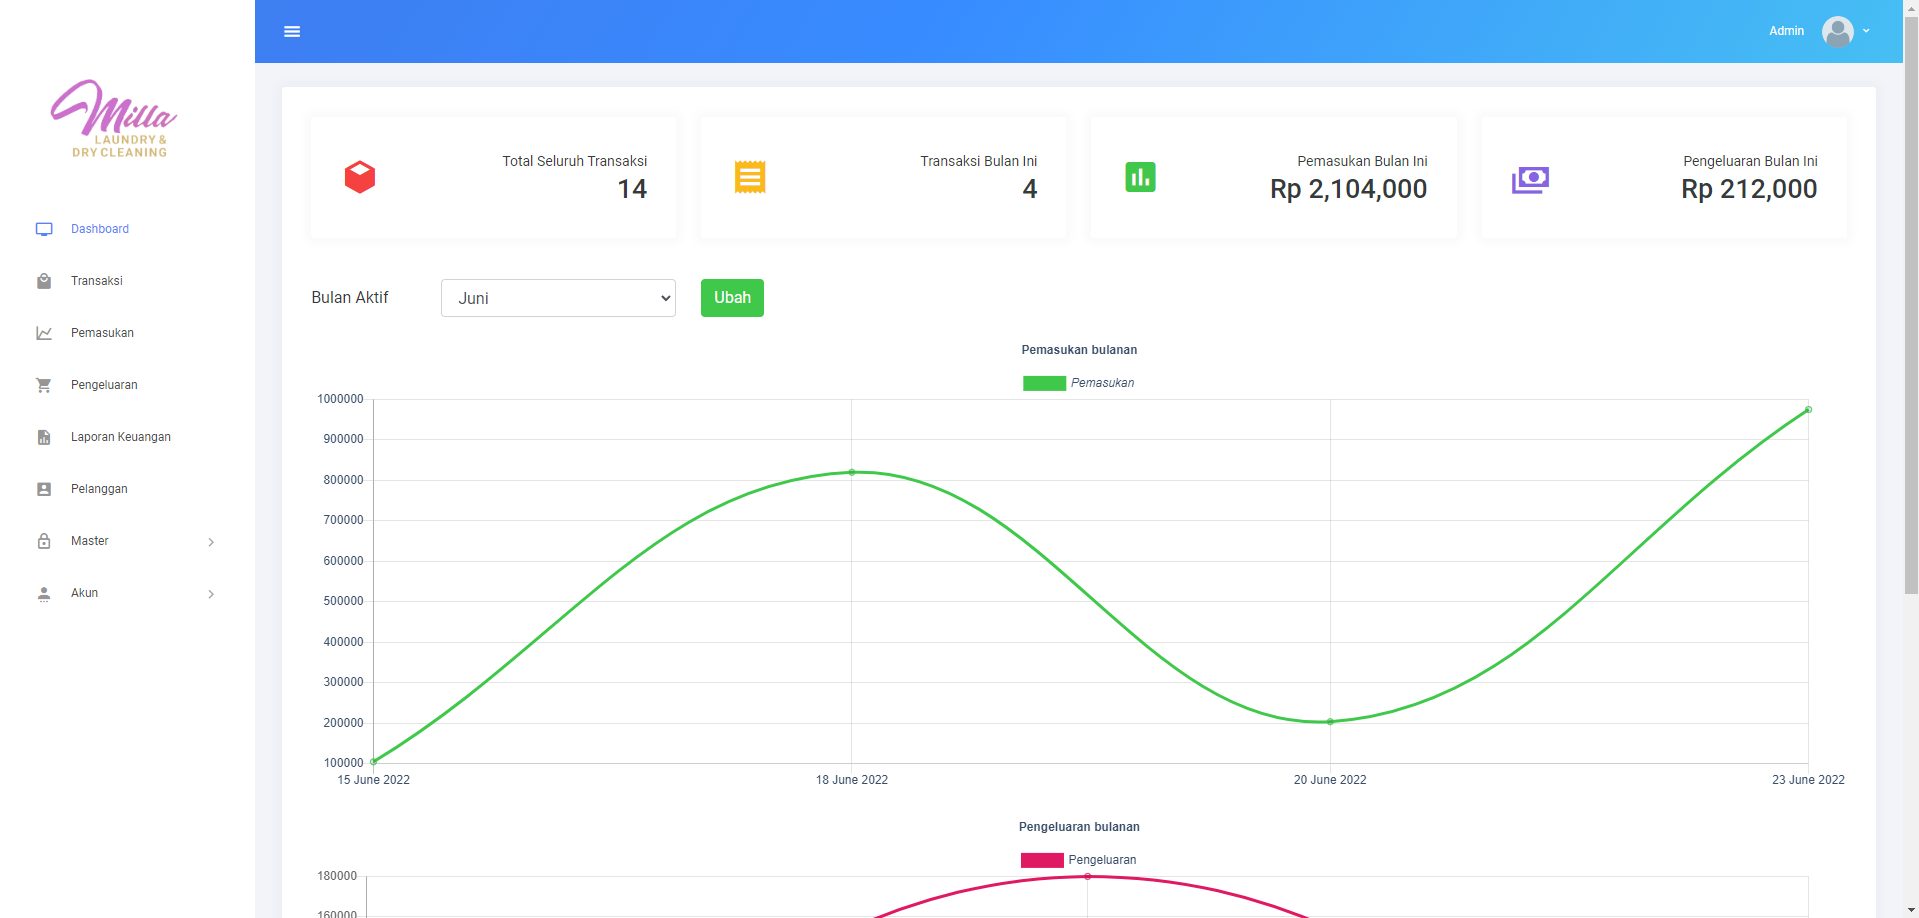 Milla
LAUNDRY &
DRY CLEANING
Dashboard
Transaksi
Pemasukan
Pengeluaran
Laporan Keuangan
Pelanggan
Master
Akun
Admin
Total Seluruh Transaksi
14
Transaksi Bulan Ini
4
Pemasukan Bulan Ini
Rp 2,104,000
Pengeluaran Bulan Ini
Rp 212,000
Bulan Aktif
Juni
Ubah
Pemasukan bulanan
Pemasukan
1000000
900000
800000
700000
600000
500000
400000
300000
200000
100000
15 June 2022
18 June 2022
20 June 2022
23 June 2022
Pengeluaran bulanan
Pengeluaran
180000
160000